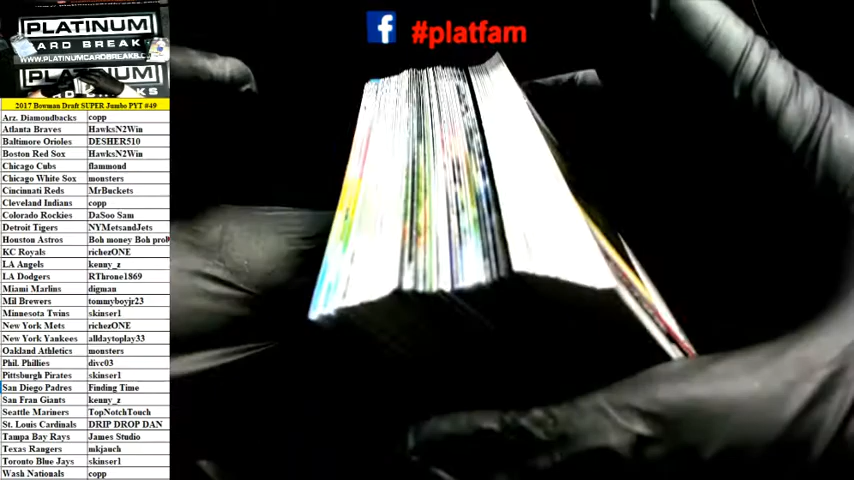 PLATINUM
ARD BREAK
WWW.PLATINUMCARDBREAK
PLATINUM
f #platfam
2017 Bowman Draft SUPER Jumbo PYT #49
Arz. Diamondbacks copp
Atlanta Braves HawksN2Win
Baltimore Orioles DESHER510
Boston Red Sox HawksN2Win
Chicago Cubs flammond
Chicago White Sox monsters
Cincinnati Reds MrBuckets
Cleveland Indians copp
Colorado Rockies DaSoo Sam
Detroit Tigers NYMetsandJets
Houston Astros Boh money Boh prol
KC Royals richezONE
LA Angels kenny_z
LA Dodgers RThrone1869
Miami Marlins digman
Mil Brewers tommyboyjr23
Minnesota Twins skinser1
New York Mets richezONE
New York Yankees alldaytoplay33
Oakland Athletics monsters
Phil. Phillies divc03
Pittsburgh Pirates skinser1
San Diego Padres Finding Time
San Fran Giants kenny_z
Seattle Mariners TopNotchTouch
St. Louis Cardinals DRIP DROP DAN
Tampa Bay Rays James Studio
Texas Rangers mkjauch
Toronto Blue Jays skinser1
Wash Nationals copp